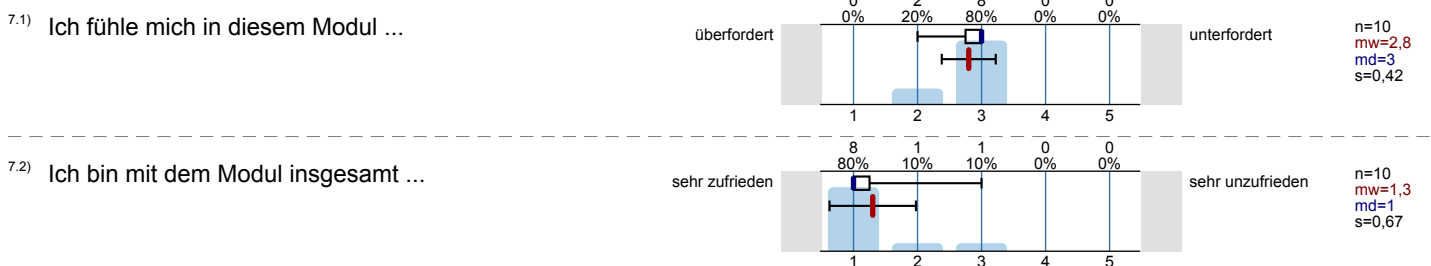 0 2 8 0 0
0% 20% 80% 0% 0%
7.1) Ich fühle mich in diesem Modul ...
überfordert
unterfordert
n=10
mw=2,8
md=3
s=0,42
1 2 3 4 5
8 1 1 0 0
80% 10% 10% 0% 0%
7.2) Ich bin mit dem Modul insgesamt ...
sehr zufrieden
sehr unzufrieden
n=10
mw=1,3
md=1
s=0,67
1 2 3 4 5